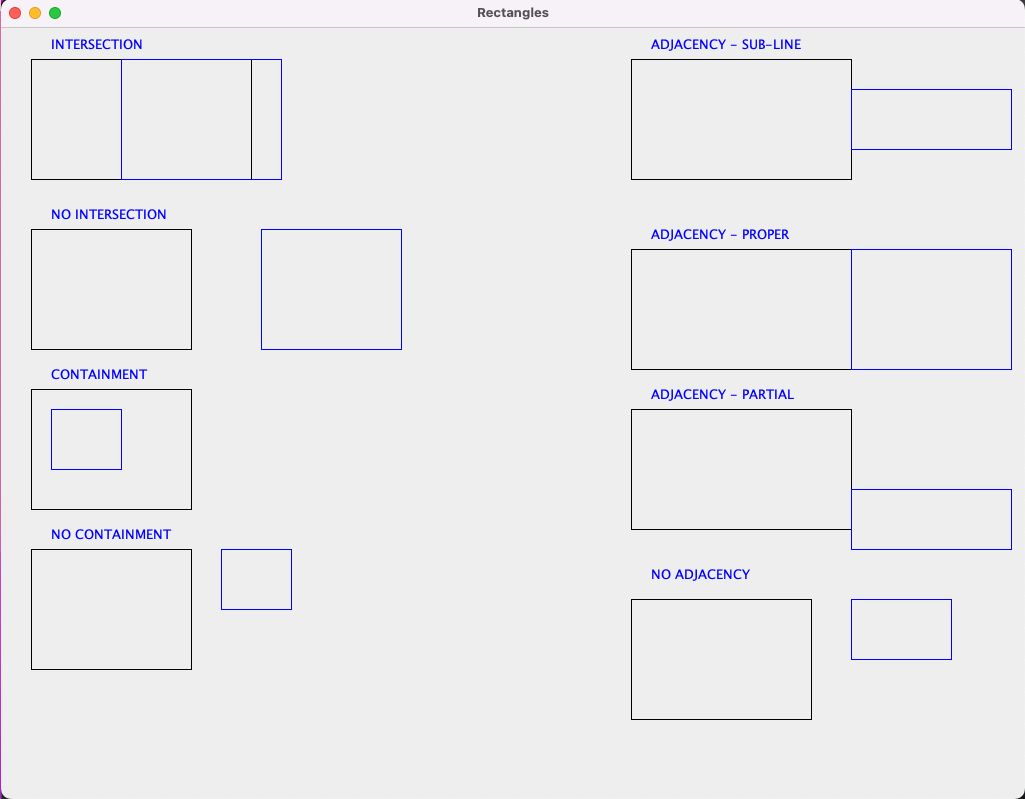 Rectangles
INTERSECTION
NO INTERSECTION
CONTAINMENT
NO CONTAINMENT
ADJACENCY - SUB-LINE
ADJACENCY - PROPER
ADJACENCY - PARTIAL
NO ADJACENCY